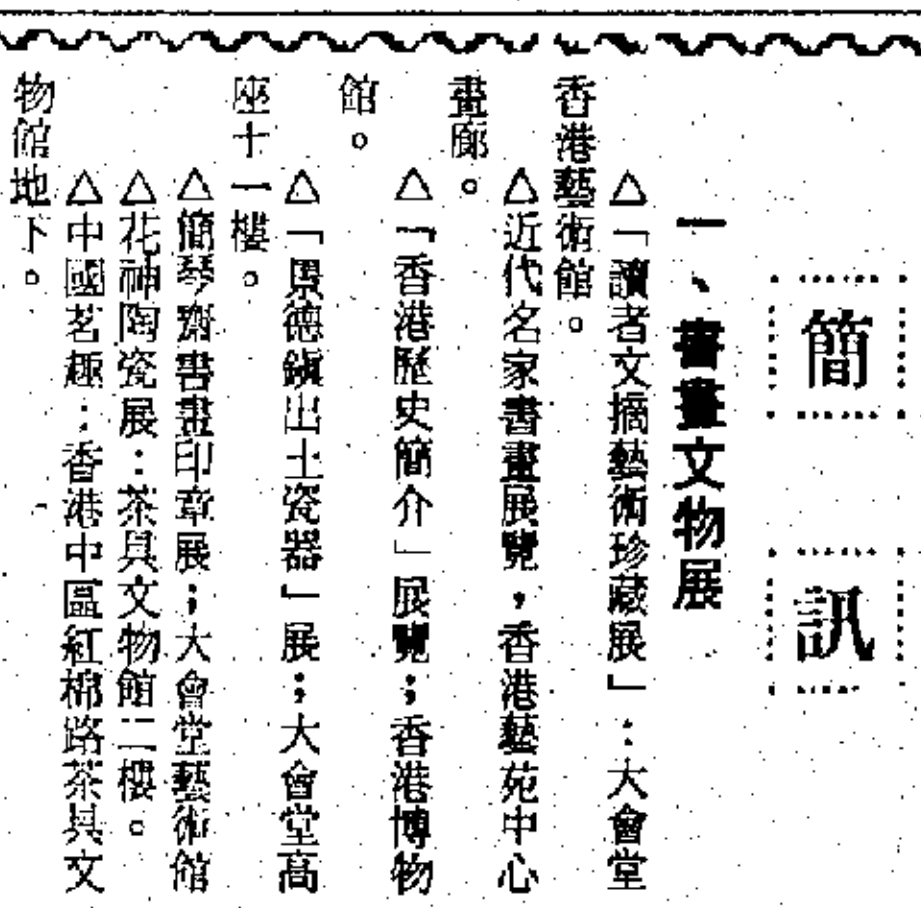 簡訊
一、書畫文物展
△「讀者文摘藝術珍藏展」：大會堂
香港藝術館。
△近代名家書畫展覽，香港藝苑中心
畫廊。
△「香港歷史簡介」展覽；香港博物
館。
△「景德鎮出土瓷器」展；大會堂高
座十一樓。
△簡琴齋書畫印章展；大會堂藝術館
△花神陶瓷展：茶具文物館二樓。
△中國茗趣：香港中區紅棉路茶具文
物館地下。